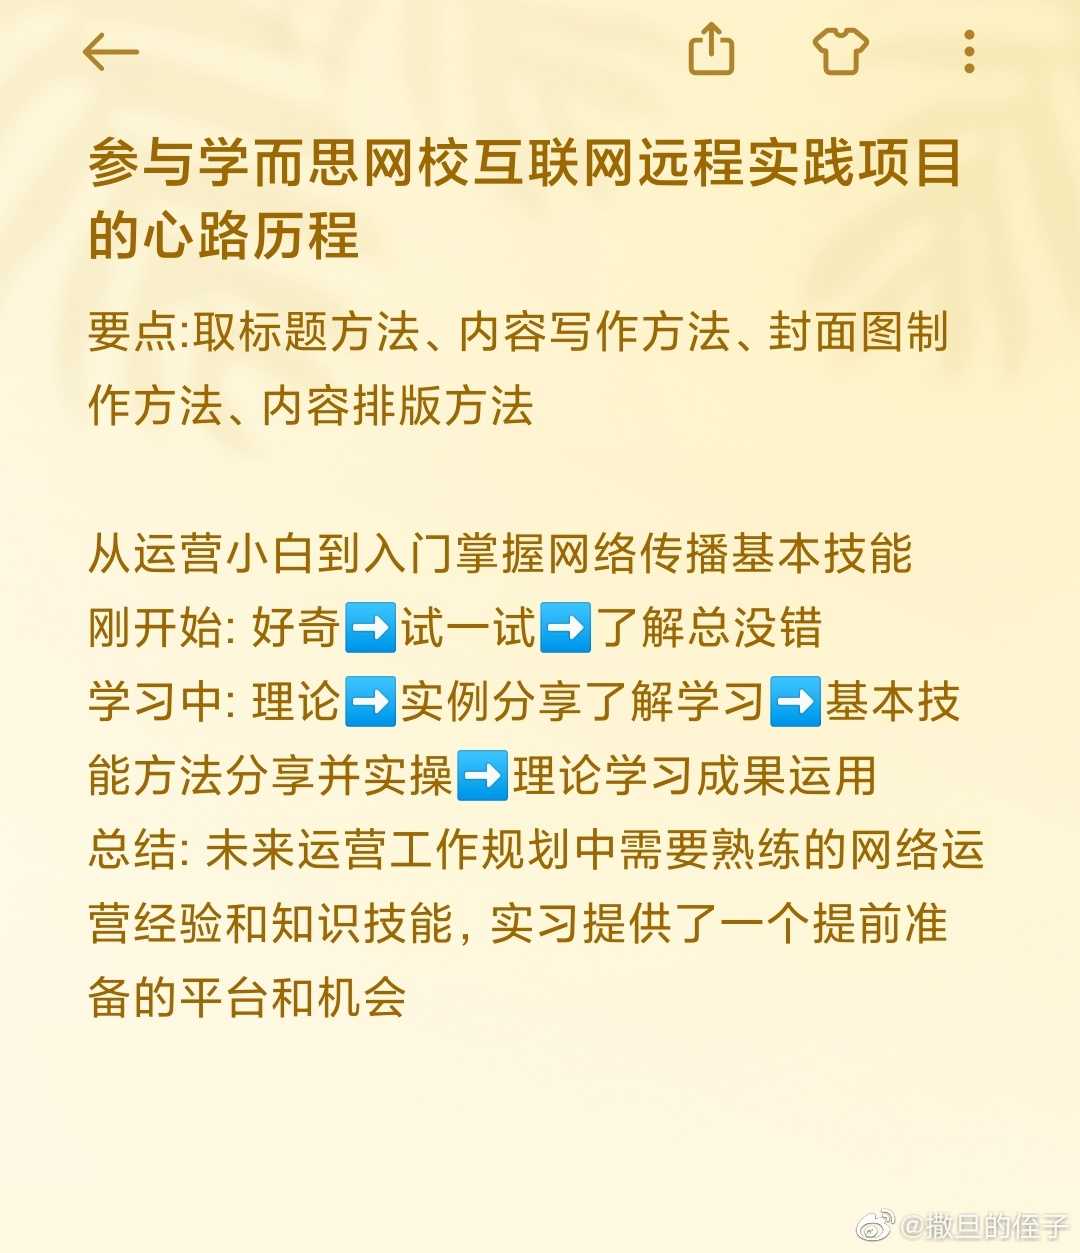 参与学而思网校互联网远程实践项目
的心路历程
要点:取标题方法、内容写作方法、封面图制
作方法、内容排版方法
从运营小白到入门掌握网络传播基本技能
刚开始: 好奇➡️试一试➡️了解总没错
学习中: 理论➡️实例分享了解学习➡️基本技
能方法分享并实操➡️理论学习成果运用
总结: 未来运营工作规划中需要熟练的网络运
营经验和知识技能, 实习提供了一个提前准
备的平台和机会
@撒旦的侄子